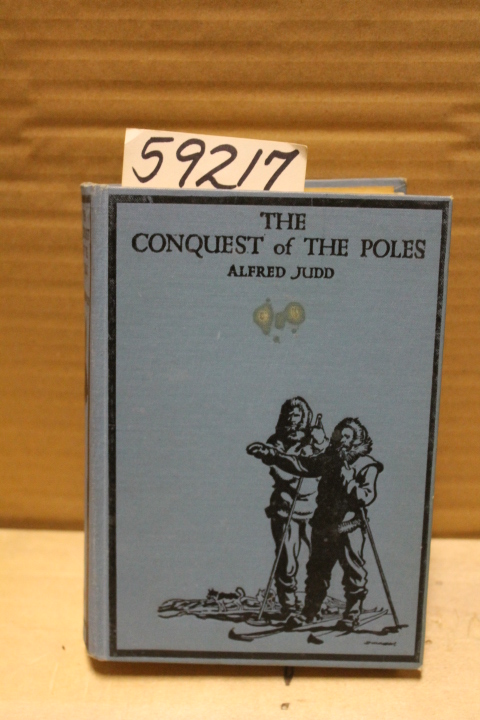 59217
THE
CONQUEST of THE POLES
ALFRED JUDD